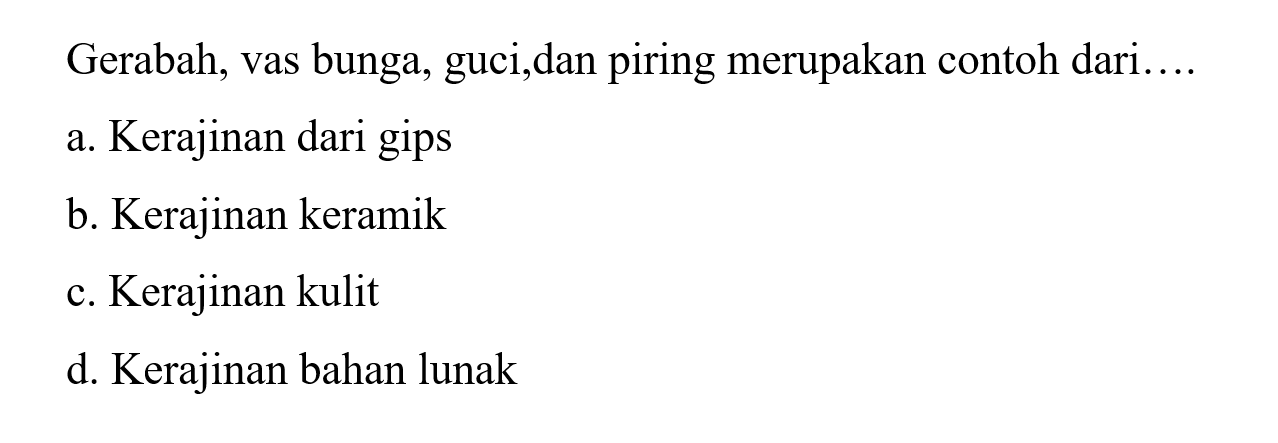 Gerabah, vas bunga, guci,dan piring merupakan contoh dari….
a. Kerajinan dari gips
b. Kerajinan keramik
c. Kerajinan kulit
d. Kerajinan bahan lunak